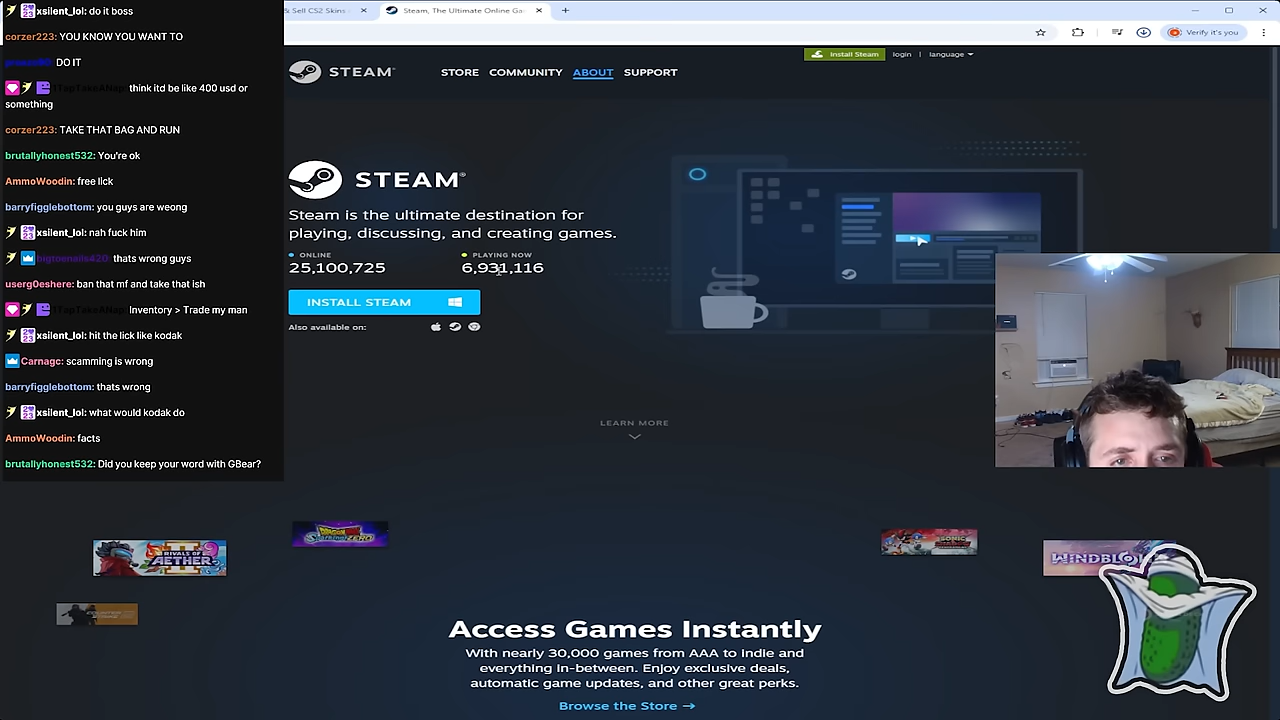 xsilent_lol: do it boss
corzer223: YOU KNOW YOU WANT TO
DO IT
think itd be like 400 usd or
something
corzer223: TAKE THAT BAG AND RUN
brutallyhonest532: You're ok
AmmoWoodin: free lick
barryfigglebottom: you guys are weong
xsilent_lol: nah fuck him
bigtoenails420: thats wrong guys
userg0eshere: ban that mf and take that ish
Inventory > Trade my man
xsilent_lol: hit the lick like kodak
Carnagc: scamming is wrong
barryfigglebottom: thats wrong
xsilent_lol: what would kodak do
AmmoWoodin: facts
brutallyhonest532: Did you keep your word with GBear?
& Sell CS2 Skins
Steam, The Ultimate Online Ga
Verify it's you
Install Steam
login
language
STEAM
STORE
COMMUNITY
ABOUT
SUPPORT
STEAM
Steam is the ultimate destination for
playing, discussing, and creating games.
ONLINE
25,100,725
PLAYING NOW
6,931,116
INSTALL STEAM
Also available on:
LEARN MORE
RIVALS OF
AETHER
WINDBLO
Access Games Instantly
With nearly 30,000 games from AAA to indie and
everything in-between. Enjoy exclusive deals,
automatic game updates, and other great perks.
Browse the Store →